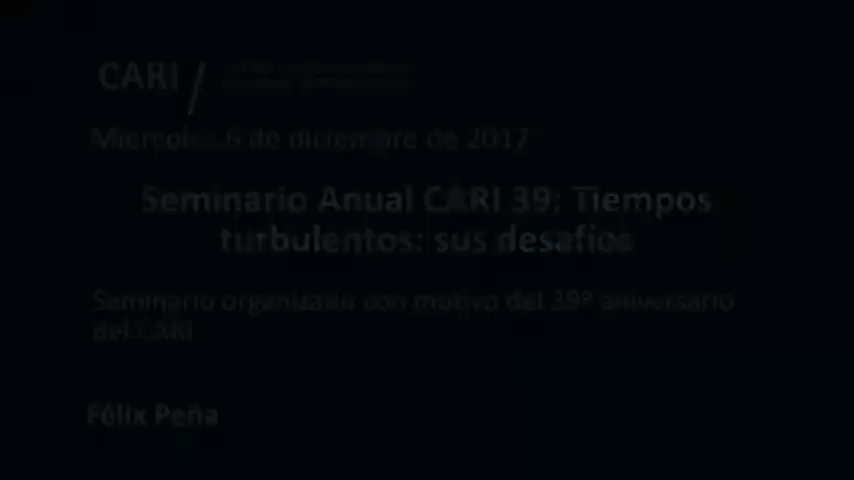 CARI /
Miércoles 6 de diciembre de 2017
Seminario Anual CARI 39: Tiempos
turbulentos: sus desafíos
Seminario organizado con motivo del 39º aniversario
del CARI
Félix Peña